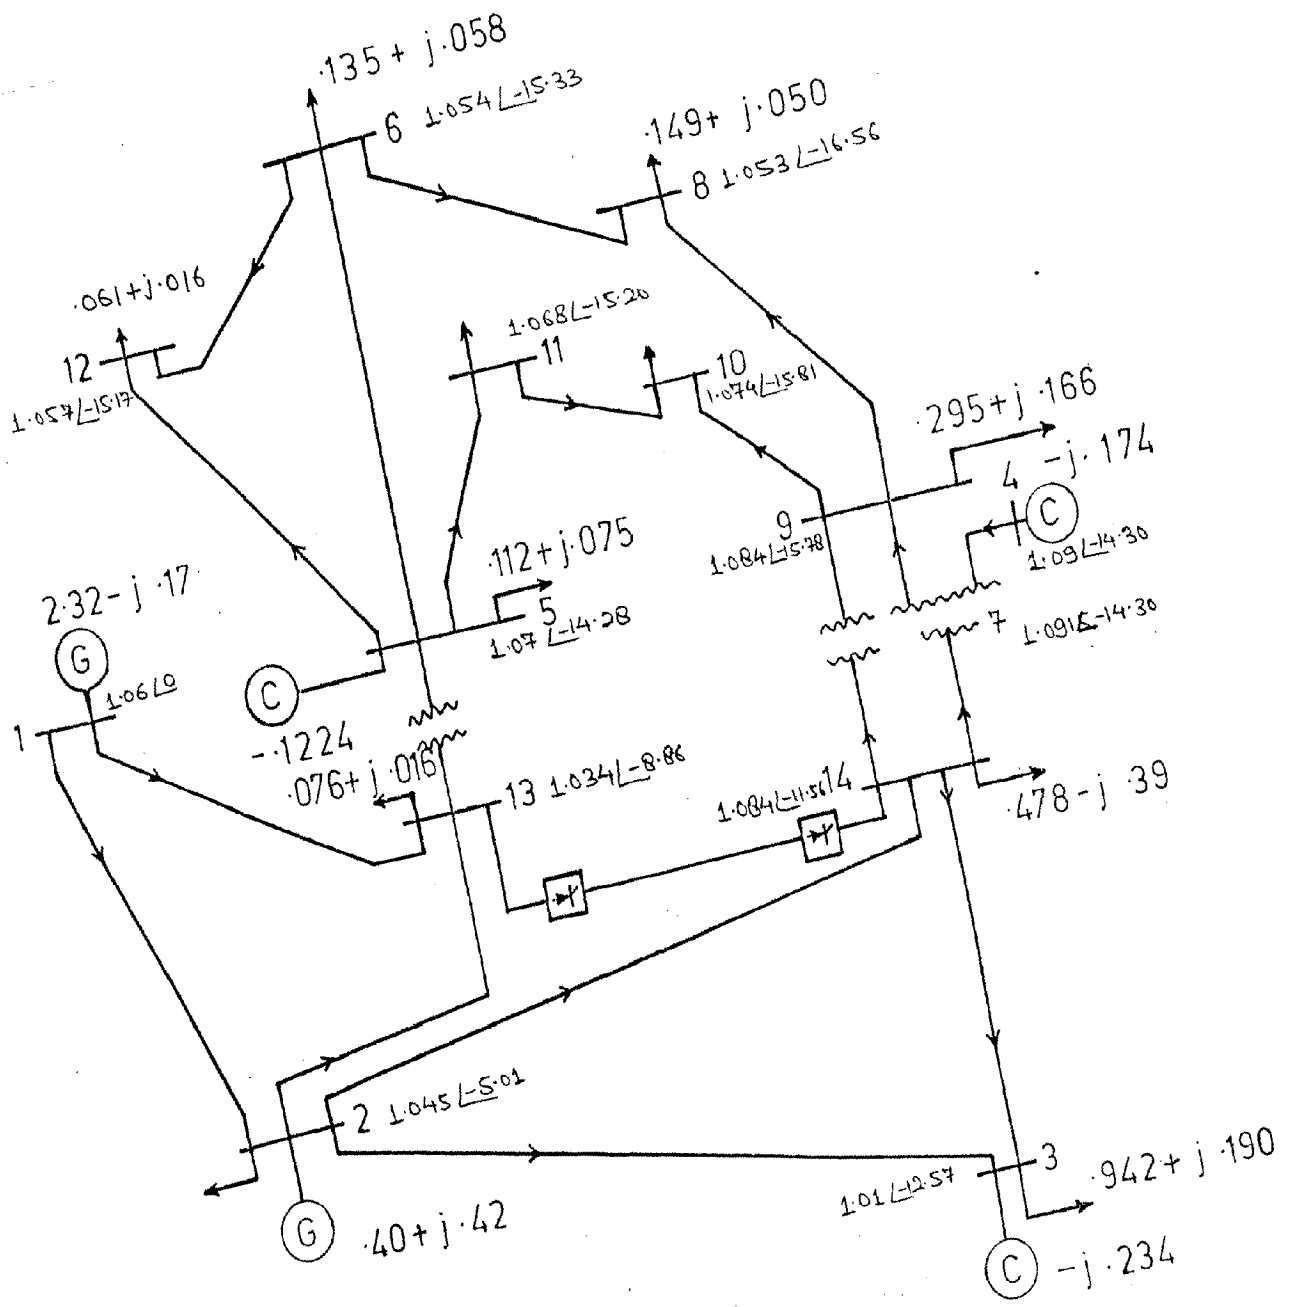 .135 + j.058
6 1.054∠-15.33
.149+ j.050
8 1.053∠-16.56
.061+j.016
12
1.057∠-15.17
1.068∠-15.20
11
10
1.074∠-15.81
.295+j.166
4 -j.174
C
1.09∠-14.30
9
1.084∠-15.78
.112+j.075
5
1.07∠-14.28
7 1.091∠-14.30
2.32-j.17
G
1.06∠0
1
C
-.1224
.076+j.016
13 1.034∠-8.86
14
1.084∠-11.56
.478-j.39
2 1.045∠-5.01
G
.40+j.42
3
1.01∠-12.57
.942+j.190
C -j.234